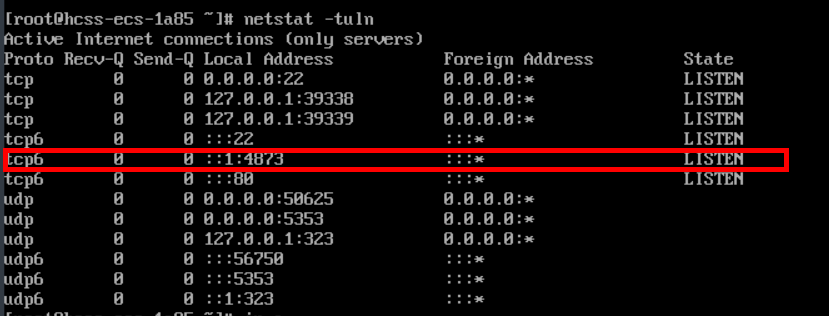 [root@hcss-ecs-1a85 ~]# netstat -tuln
Active Internet connections (only servers)
Proto Recv-Q Send-Q Local Address Foreign Address State
tcp 0 0 0.0.0.0:22 0.0.0.0:* LISTEN
tcp 0 0 127.0.0.1:39338 0.0.0.0:* LISTEN
tcp 0 0 127.0.0.1:39339 0.0.0.0:* LISTEN
tcp6 0 0 :::22 :::* LISTEN
tcp6 0 0 ::1:4873 :::* LISTEN
tcp6 0 0 :::80 :::* LISTEN
udp 0 0 0.0.0.0:50625 0.0.0.0:*
udp 0 0 0.0.0.0:5353 0.0.0.0:*
udp 0 0 127.0.0.1:323 0.0.0.0:*
udp6 0 0 :::56750 :::*
udp6 0 0 :::5353 :::*
udp6 0 0 ::1:323 :::*
[root@hcss-ecs-1a85 ~]#